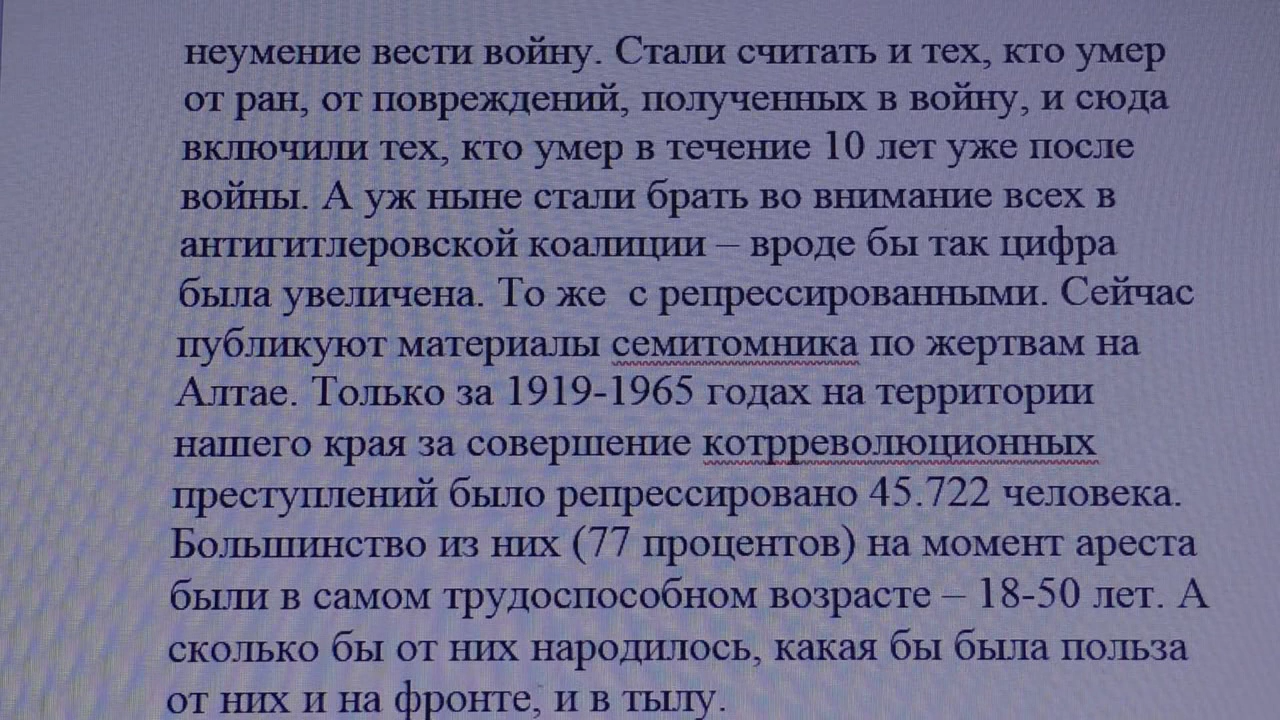 неумение вести войну. Стали считать и тех, кто умер
от ран, от повреждений, полученных в войну, и сюда
включили тех, кто умер в течение 10 лет уже после
войны. А уж ныне стали брать во внимание всех в
антигитлеровской коалиции – вроде бы так цифра
была увеличена. То же  с репрессированными. Сейчас
публикуют материалы семитомника по жертвам на
Алтае. Только за 1919-1965 годах на территории
нашего края за совершение котрреволюционных
преступлений было репрессировано 45.722 человека.
Большинство из них (77 процентов) на момент ареста
были в самом трудоспособном возрасте – 18-50 лет. А
сколько бы от них народилось, какая бы была польза
от них и на фронте, и в тылу.